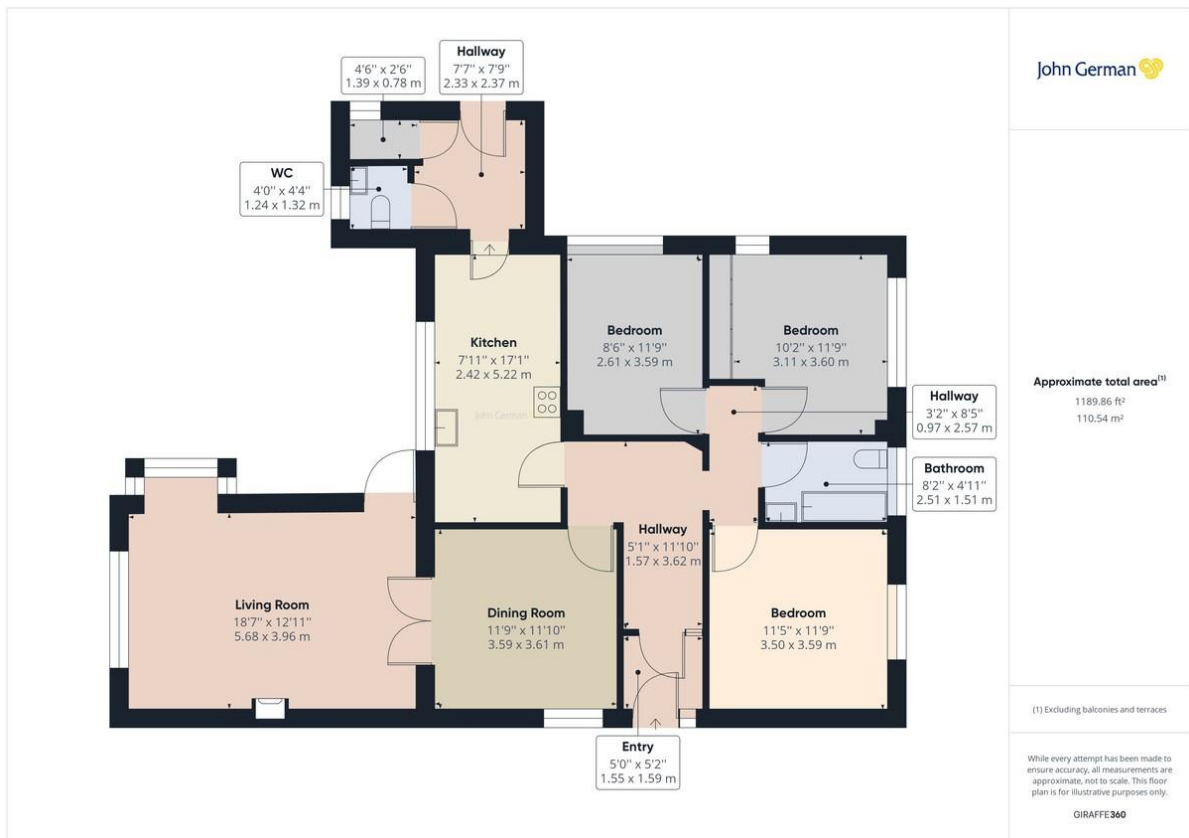 Hallway
7'7" x 7'9"
2.33 x 2.37 m
4'6" x 2'6"
1.39 x 0.78 m
WC
4'0" x 4'4"
1.24 x 1.32 m
Kitchen
7'11" x 17'1"
2.42 x 5.22 m
John German
Bedroom
8'6" x 11'9"
2.61 x 3.59 m
Bedroom
10'2" x 11'9"
3.11 x 3.60 m
Hallway
3'2" x 8'5"
0.97 x 2.57 m
Bathroom
8'2" x 4'11"
2.51 x 1.51 m
Hallway
5'1" x 11'10"
1.57 x 3.62 m
Living Room
18'7" x 12'11"
5.68 x 3.96 m
Dining Room
11'9" x 11'10"
3.59 x 3.61 m
Bedroom
11'5" x 11'9"
3.50 x 3.59 m
Entry
5'0" x 5'2"
1.55 x 1.59 m
John German
Approximate total area(1)
1189.86 ft²
110.54 m²
(1) Excluding balconies and terraces
While every attempt has been made to
ensure accuracy, all measurements are
approximate, not to scale. This floor
plan is for illustrative purposes only.
GIRAFFE360